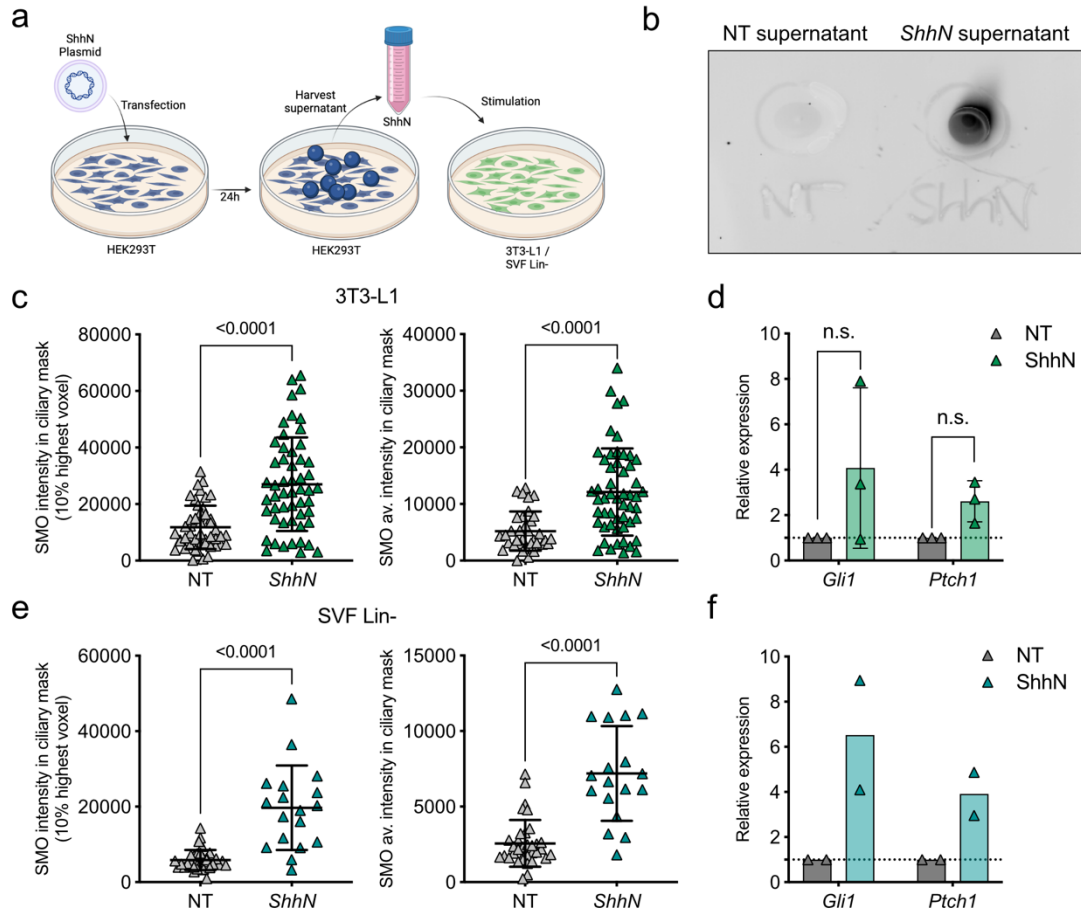 a
ShhN
Plasmid
Transfection
Harvest
supernatant
ShhN
Stimulation
24h
HEK293T
HEK293T
3T3-L1 /
SVF Lin-
b
NT supernatant
ShhN supernatant
NT
ShhN
c
3T3-L1
SMO intensity in ciliary mask
(10% highest voxel)
80000
60000
40000
20000
0
<0.0001
NT
ShhN
SMO av. intensity in ciliary mask
40000
30000
20000
10000
0
<0.0001
NT
ShhN
d
Relative expression
10
8
6
4
2
0
n.s.
n.s.
NT
ShhN
Gli1
Ptch1
e
SVF Lin-
SMO intensity in ciliary mask
(10% highest voxel)
60000
40000
20000
0
<0.0001
NT
ShhN
SMO av. intensity in ciliary mask
15000
10000
5000
0
<0.0001
NT
ShhN
f
Relative expression
10
8
6
4
2
0
NT
ShhN
Gli1
Ptch1